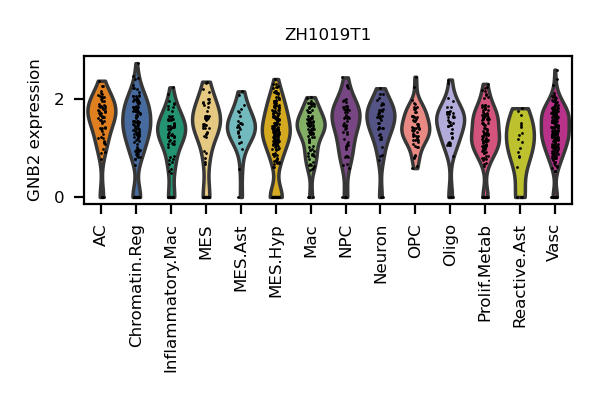 ZH1019T1
GNB2 expression
2
0
AC
Chromatin.Reg
Inflammatory.Mac
MES
MES.Ast
MES.Hyp
Mac
NPC
Neuron
OPC
Oligo
Prolif.Metab
Reactive.Ast
Vasc